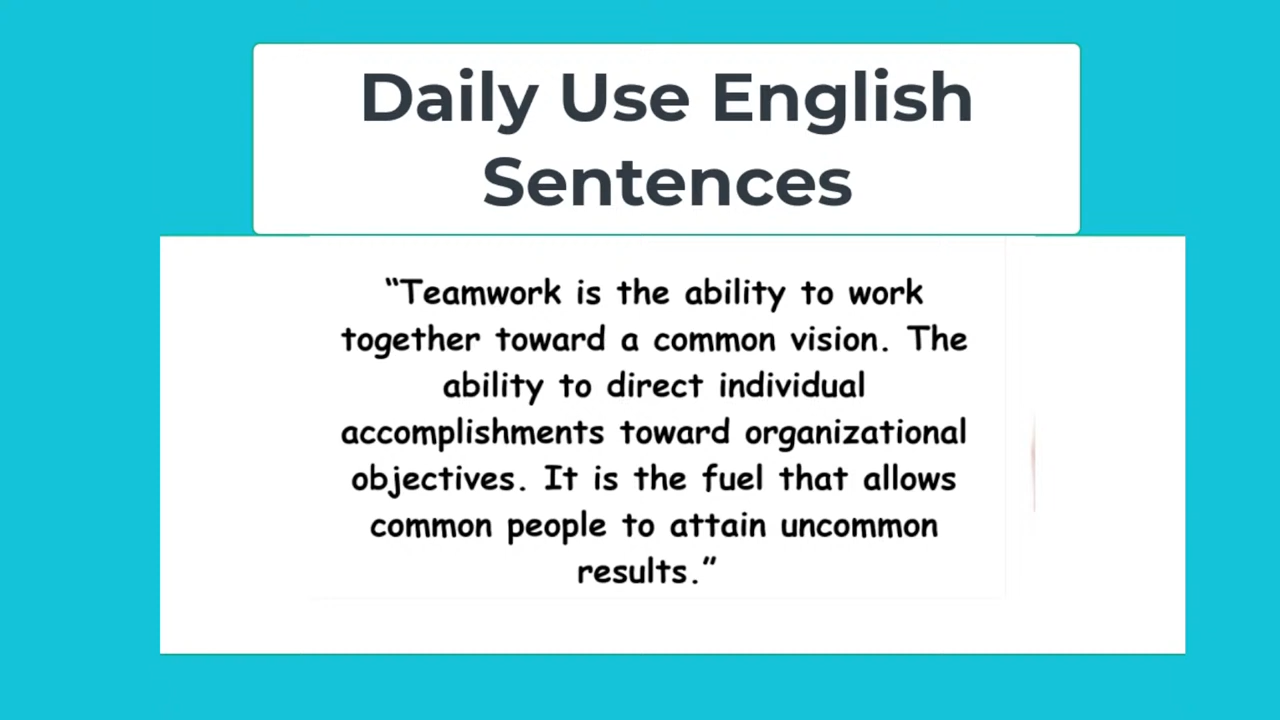 Daily Use English
Sentences
“Teamwork is the ability to work
together toward a common vision. The
ability to direct individual
accomplishments toward organizational
objectives. It is the fuel that allows
common people to attain uncommon
results.”